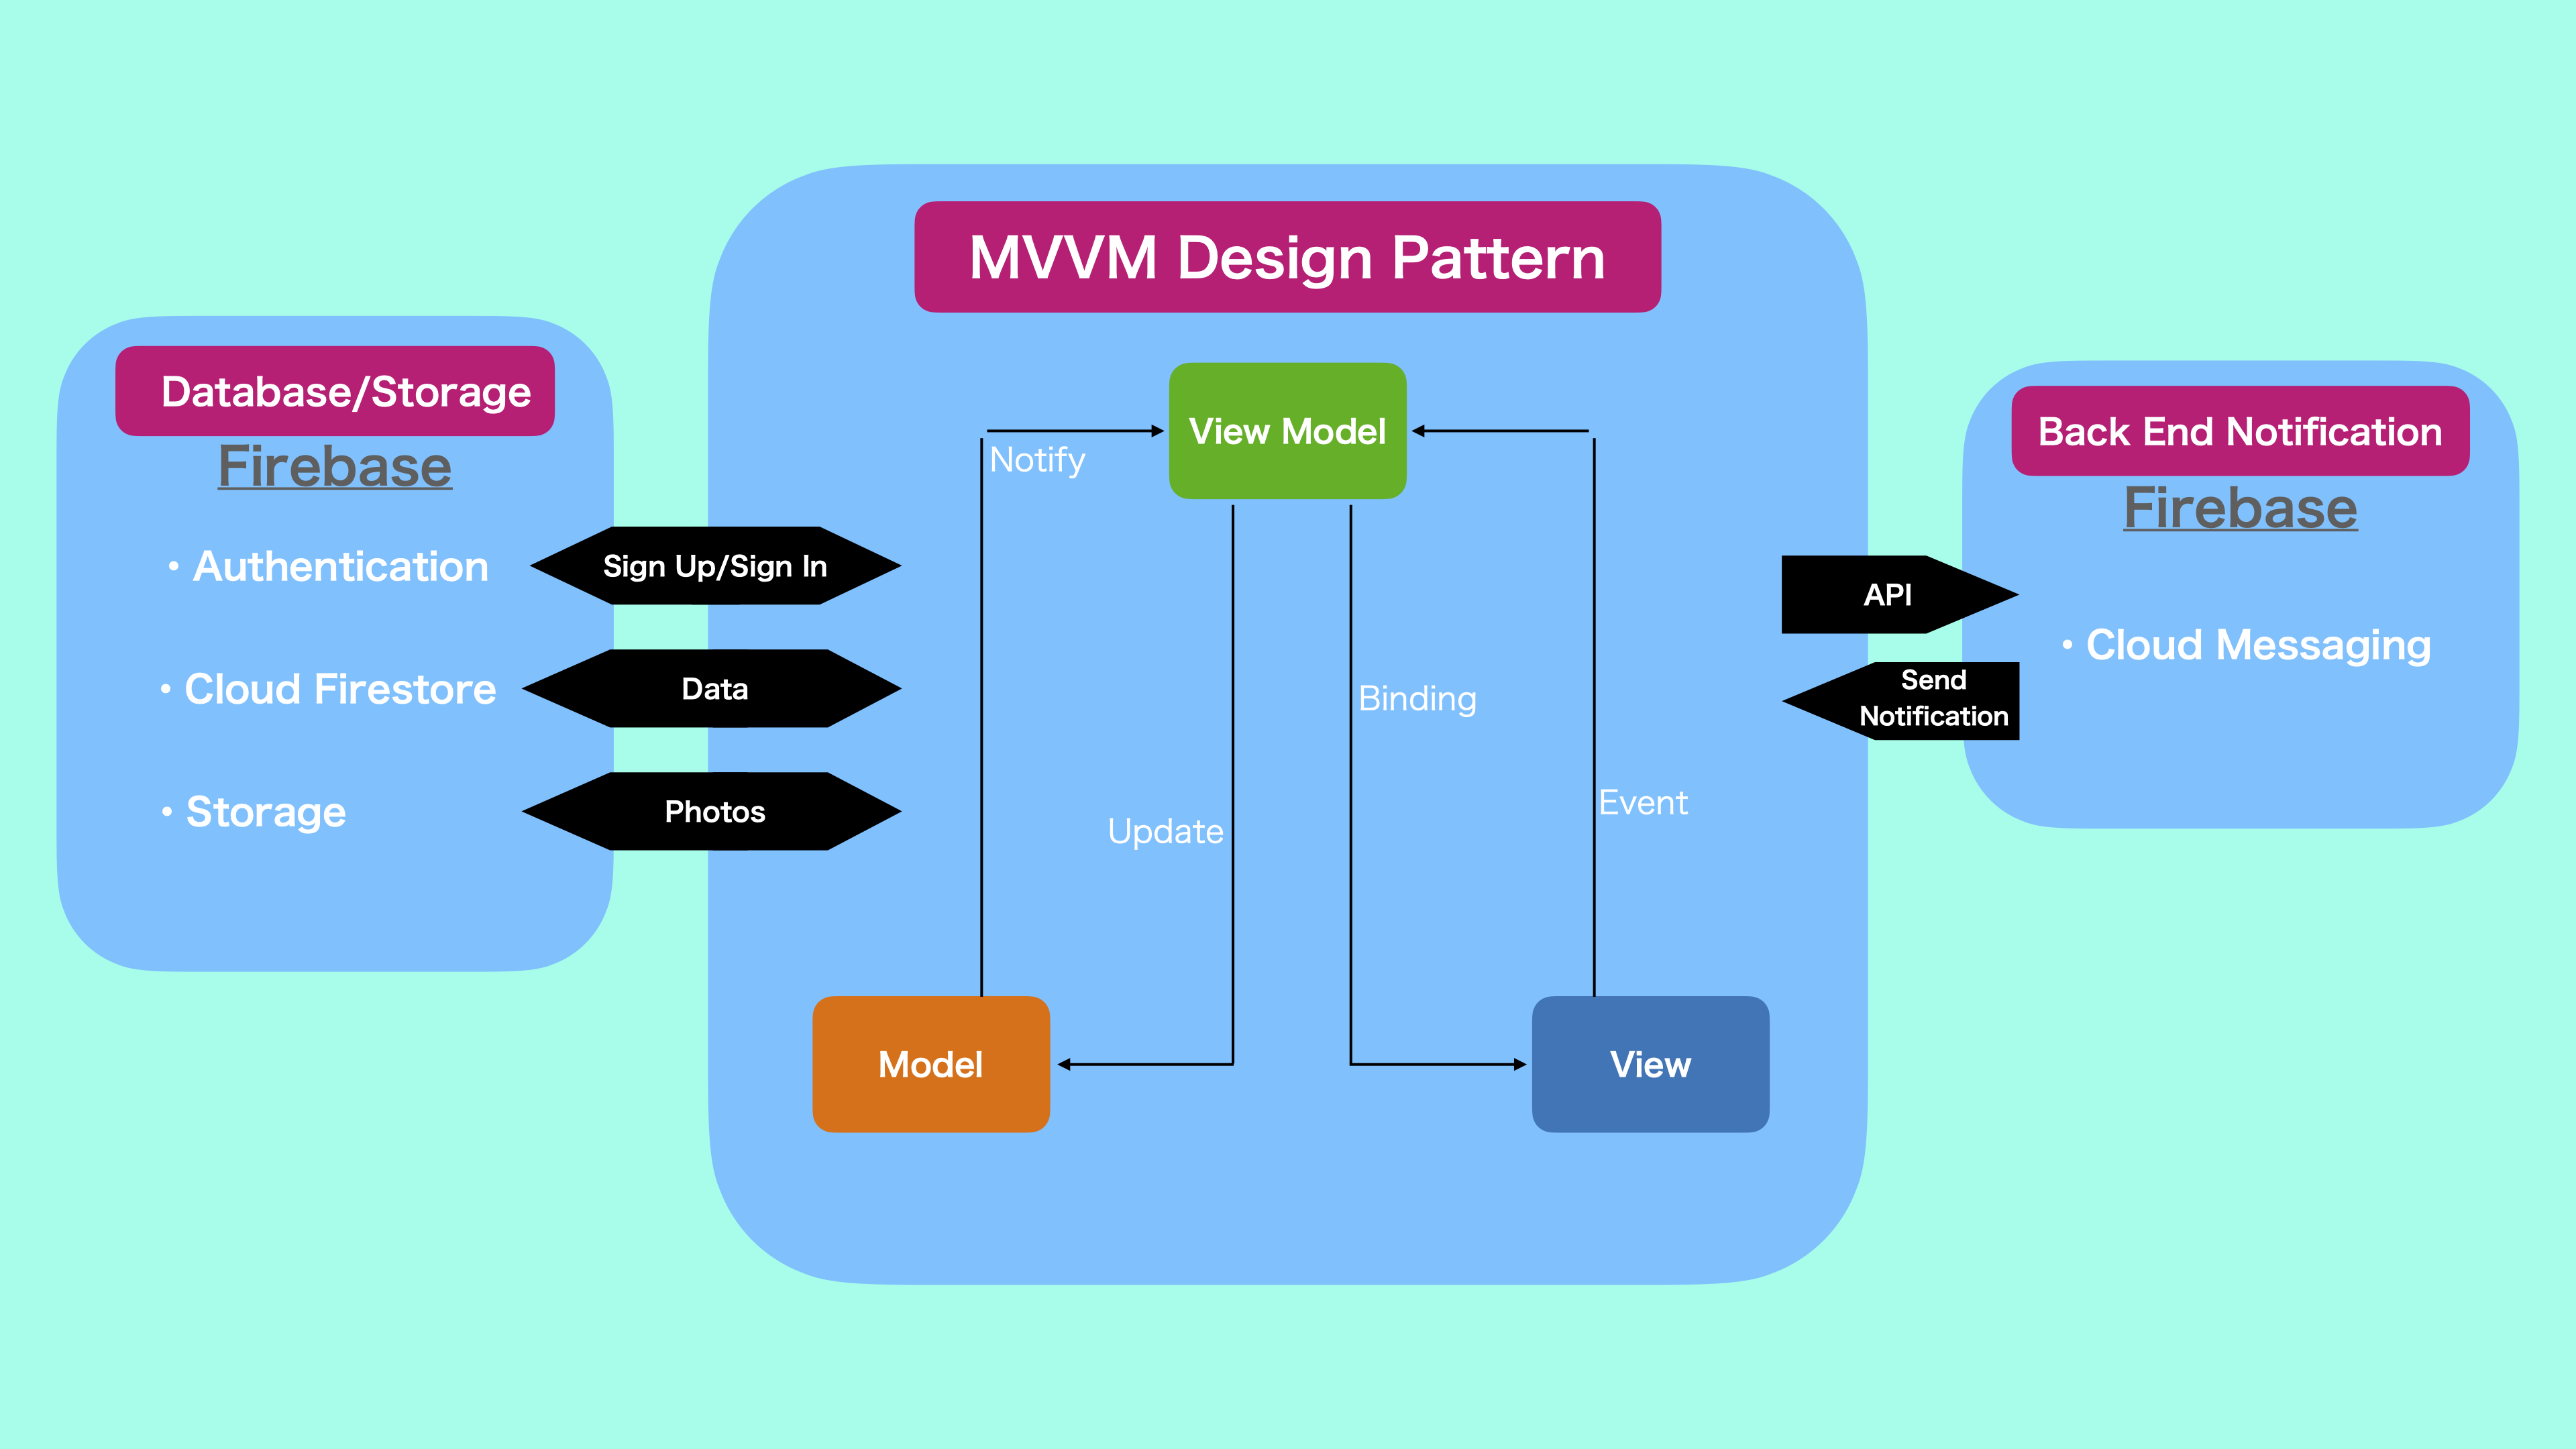 MVVM Design Pattern
Database/Storage
Firebase
• Authentication
• Cloud Firestore
• Storage
Sign Up/Sign In
Data
Photos
View Model
Notify
Update
Binding
Event
Model
View
Back End Notification
Firebase
• Cloud Messaging
API
Send
Notification